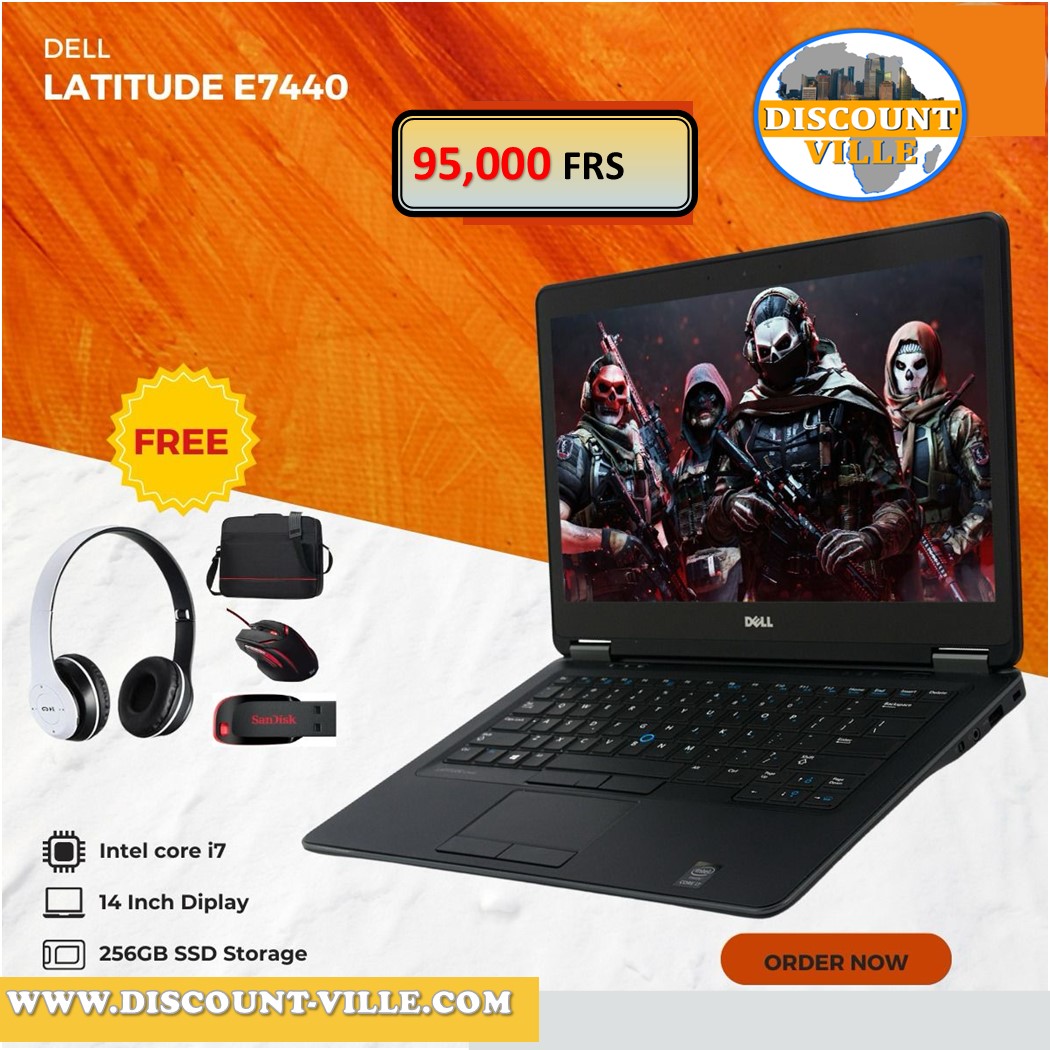 DELL
LATITUDE E7440
95,000 FRS
DISCOUNT
VILLE
FREE
SanDisk
DELL
Intel core i7
14 Inch Diplay
256GB SSD Storage
ORDER NOW
WWW.DISCOUNT-VILLE.COM